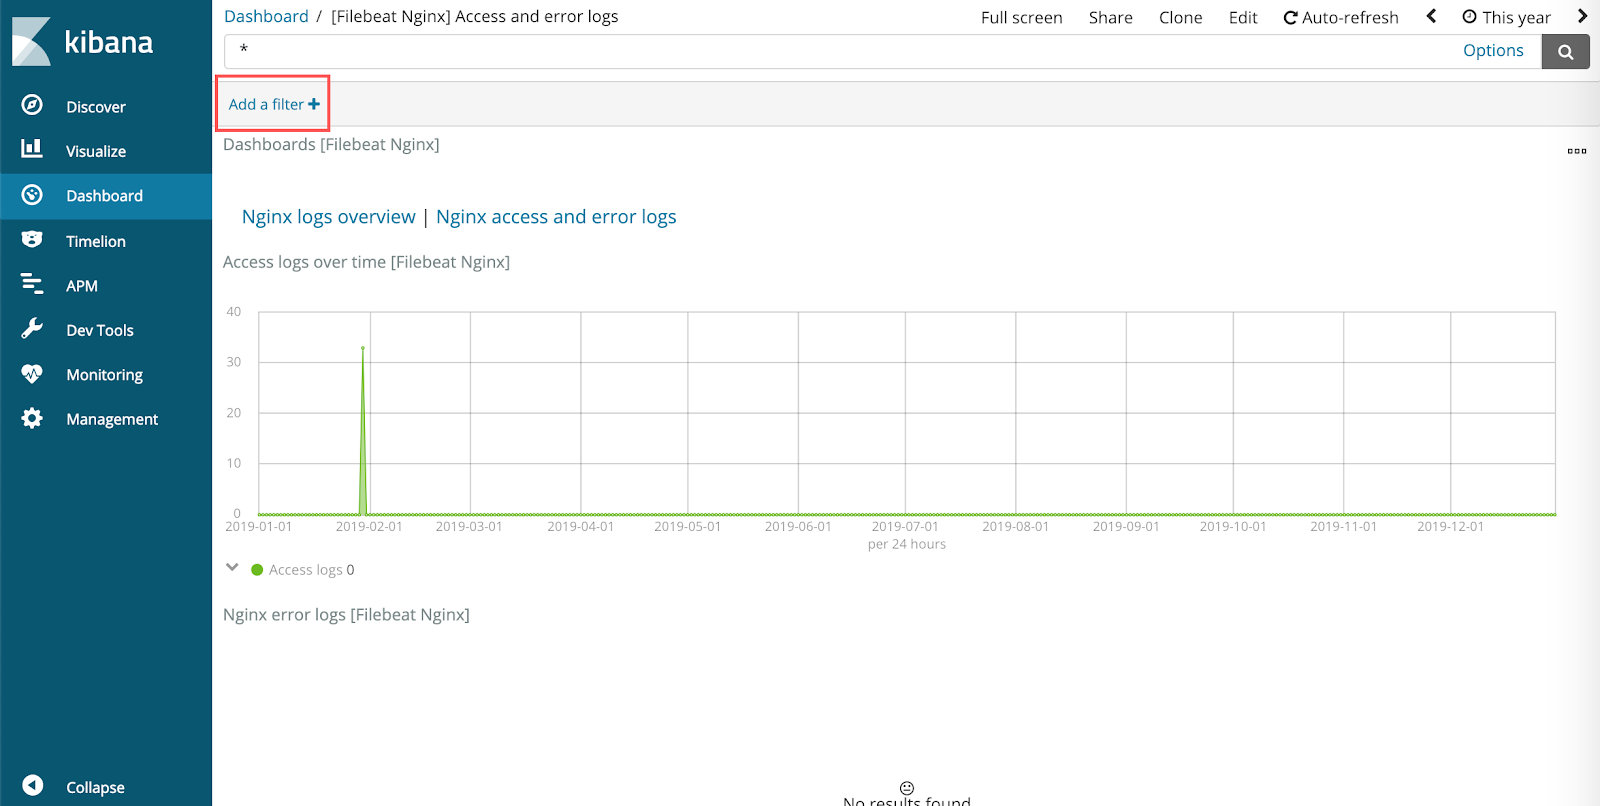 kibana
Discover
Visualize
Dashboard
Timelion
APM
Dev Tools
Monitoring
Management
Collapse
Dashboard / [Filebeat Nginx] Access and error logs
Full screen Share Clone Edit Auto-refresh This year
*
Options
Add a filter +
Dashboards [Filebeat Nginx]
Nginx logs overview | Nginx access and error logs
Access logs over time [Filebeat Nginx]
40
30
20
10
0
2019-01-01 2019-02-01 2019-03-01 2019-04-01 2019-05-01 2019-06-01 2019-07-01 2019-08-01 2019-09-01 2019-10-01 2019-11-01 2019-12-01
per 24 hours
Access logs 0
Nginx error logs [Filebeat Nginx]
No results found